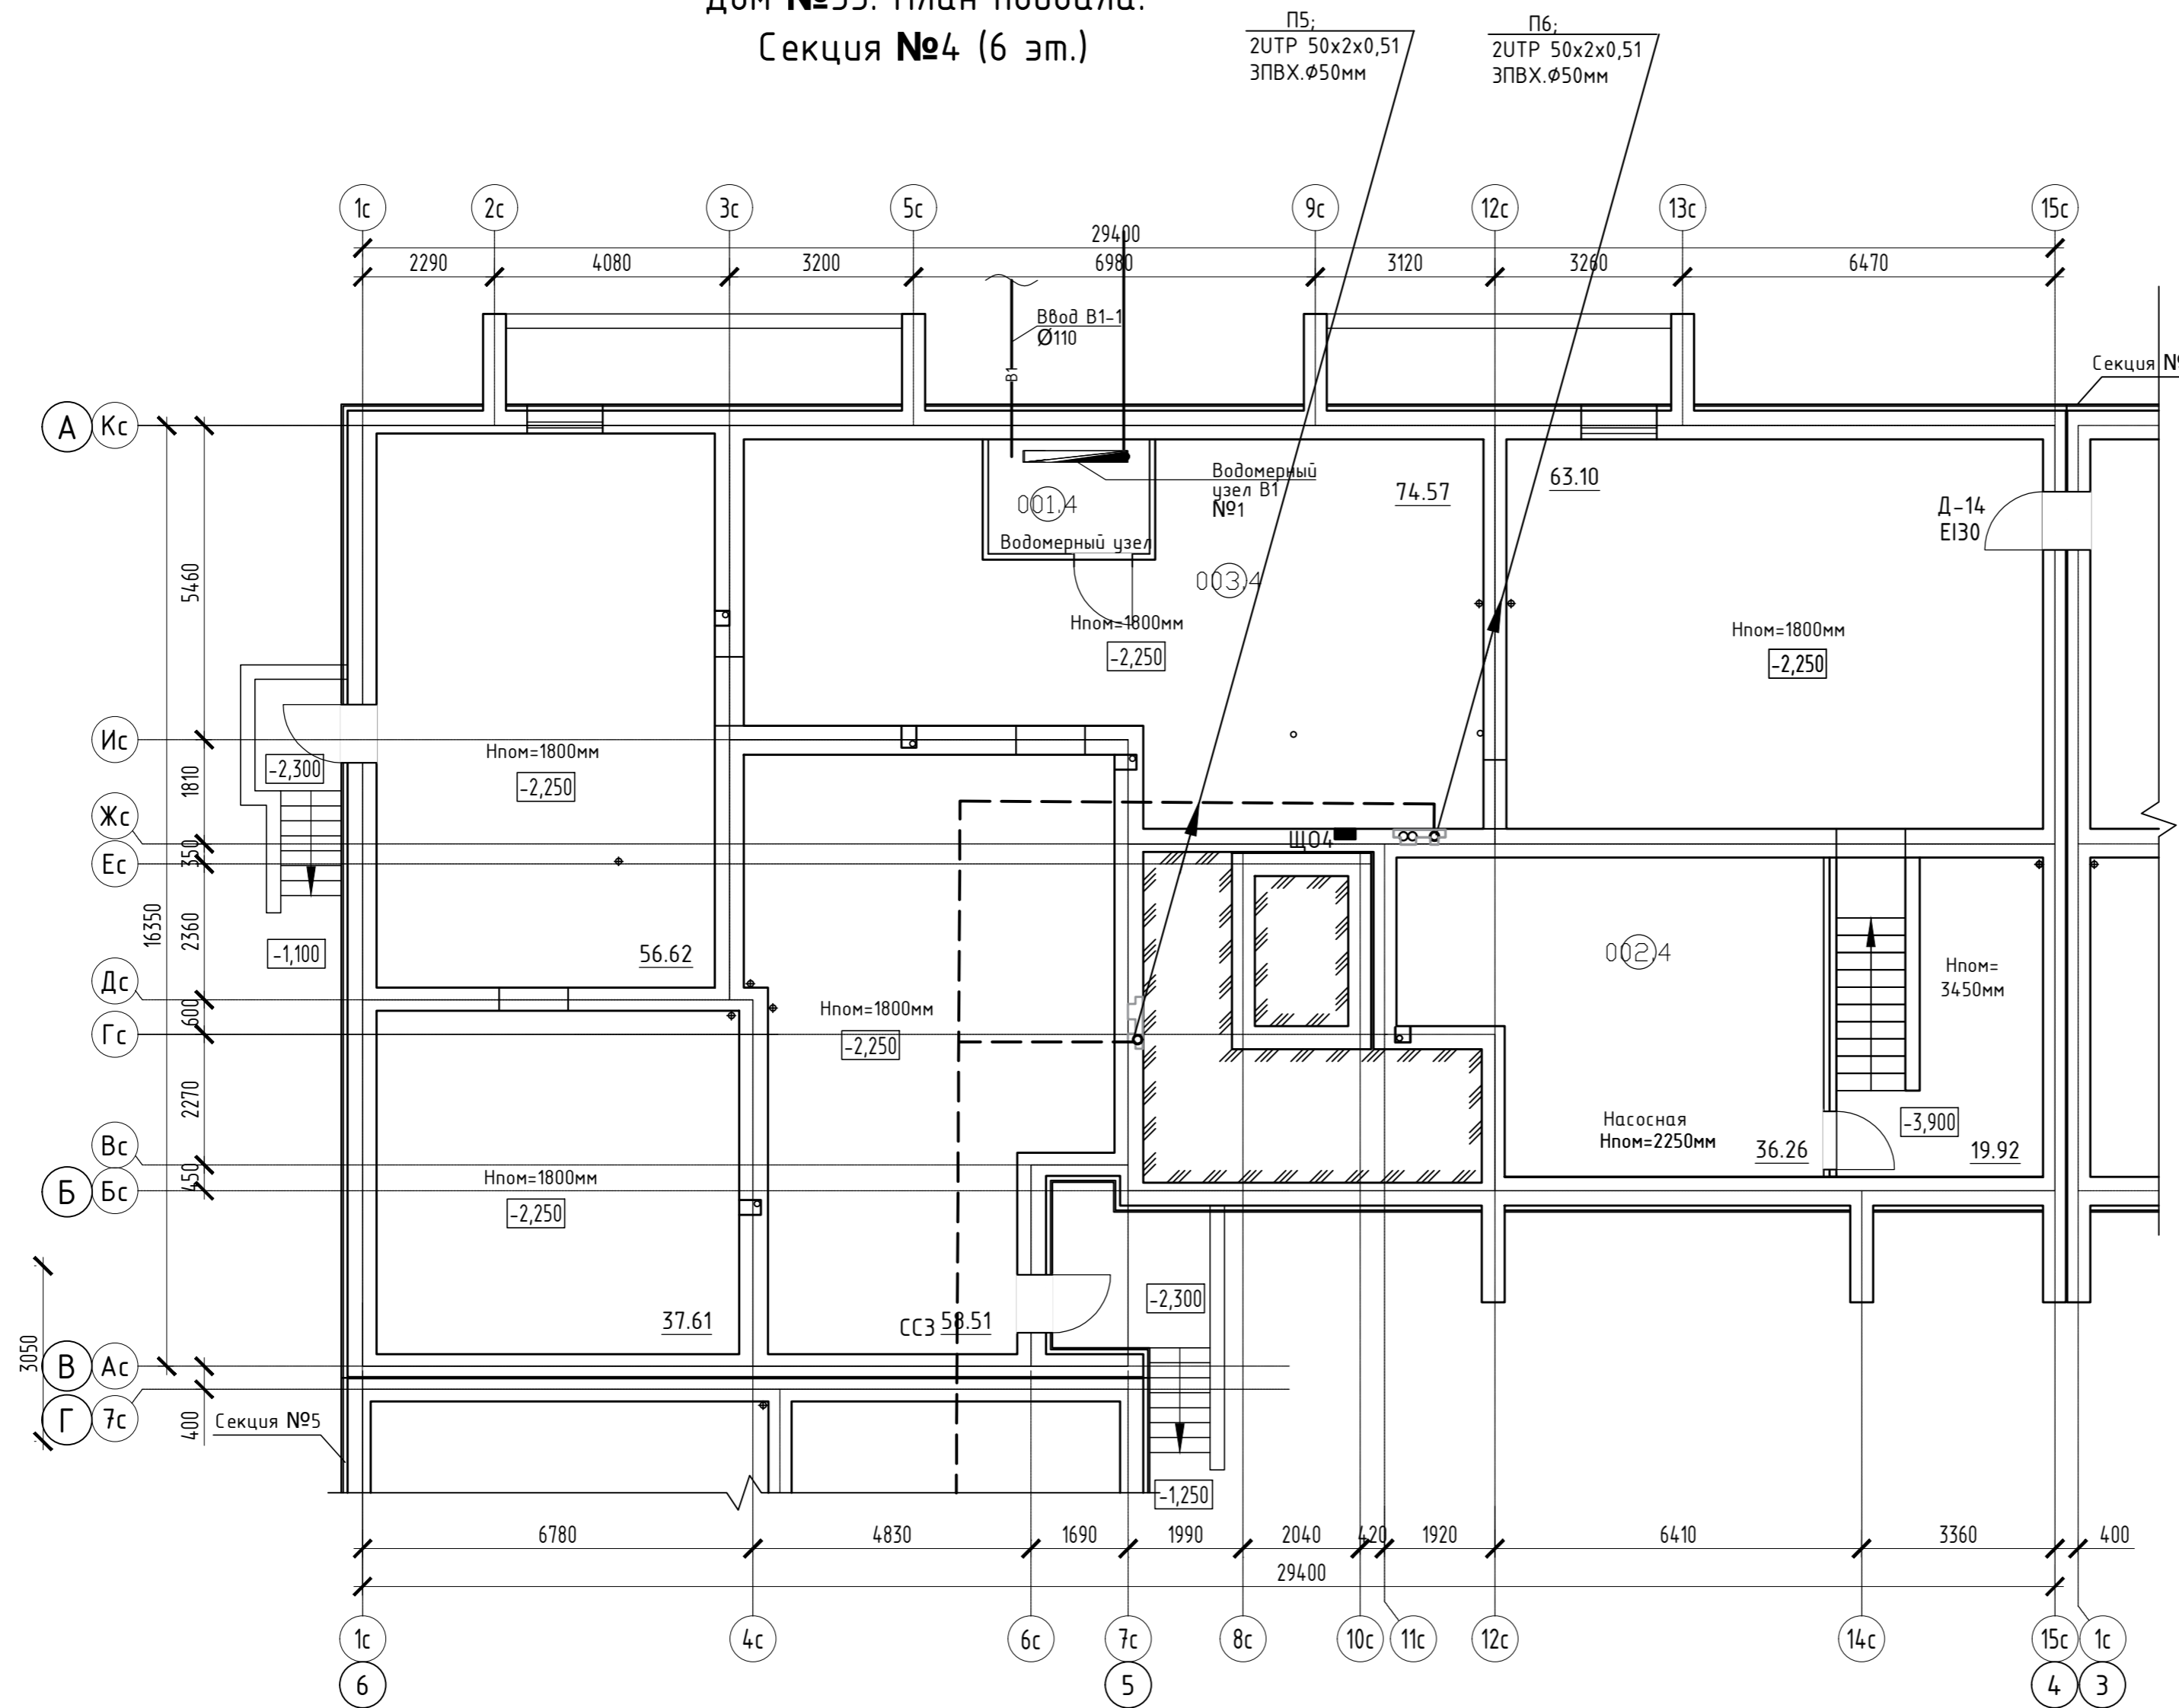 Дом №55. План подвала.
Секция №4 (6 эт.)
П5;
2UTP 50x2x0,51
3ПВХ.Ø50мм
П6;
2UTP 50x2x0,51
3ПВХ.Ø50мм
1с
2с
3с
5с
9с
12с
13с
15с
29400
2290
4080
3200
6980
3120
3260
6470
Ввод В1-1
Ø110
В1
Секция №
А
Кс
Водомерный
узел В1
№1
74.57
63.10
001.4
Водомерный узел
Д-14
EI30
003.4
5460
Нпом=1800мм
-2,250
Нпом=1800мм
-2,250
Ис
Нпом=1800мм
-2,250
-2,300
1810
Жс
350
Ес
ЩО4
16350
2360
-1,100
56.62
002.4
Нпом=
3450мм
Дс
600
Гс
Нпом=1800мм
-2,250
2270
Насосная
Нпом=2250мм
36.26
-3,900
19.92
Вс
450
Б
Бс
Нпом=1800мм
-2,250
-2,300
3050
37.61
СС3
58.51
В
Ас
Г
7с
400
Секция №5
-1,250
6780
4830
1690
1990
2040
420
1920
6410
3360
400
29400
1с
4с
6с
7с
8с
10с
11с
12с
14с
15с
1с
6
5
4
3